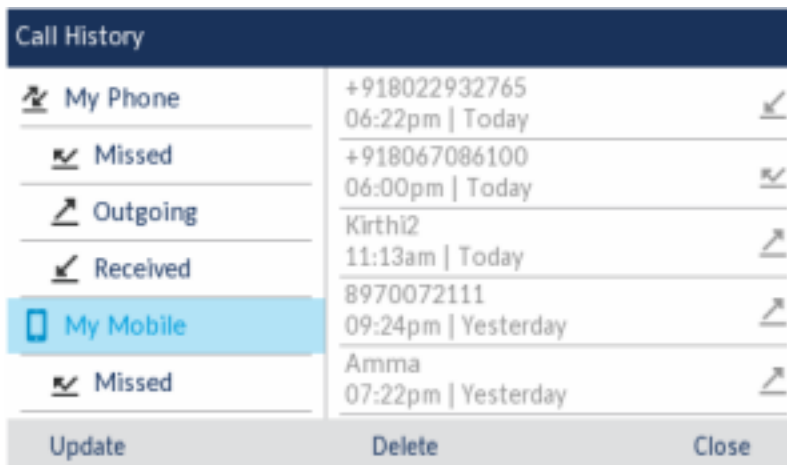 Call History
My Phone
Missed
Outgoing
Received
My Mobile
Missed
+918022932765
06:22pm | Today
+918067086100
06:00pm | Today
Kirthi2
11:13am | Today
8970072111
09:24pm | Yesterday
Amma
07:22pm | Yesterday
Update
Delete
Close